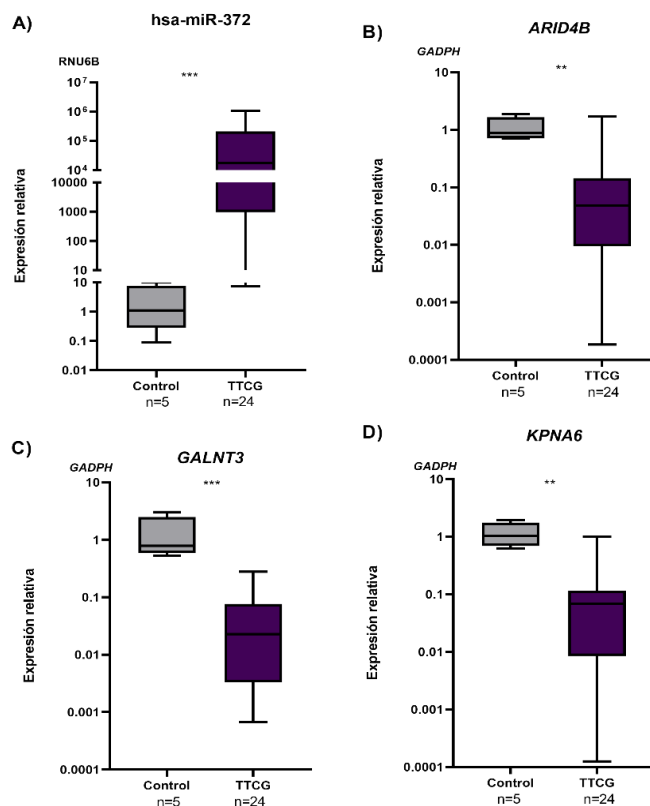 A)
hsa-miR-372
RNU6B
***
10⁷
10⁶
10⁵
10⁴
10000
1000
100
10
10
1
0.1
0.01
Expresión relativa
Control
TTCG
n=5
n=24
B)
ARID4B
GADPH
**
10
1
0.1
0.01
0.001
0.0001
Expresión relativa
Control
TTCG
n=5
n=24
C)
GALNT3
GADPH
***
10
1
0.1
0.01
0.001
0.0001
Expresión relativa
Control
TTCG
n=5
n=24
D)
KPNA6
GADPH
**
10
1
0.1
0.01
0.001
0.0001
Expresión relativa
Control
TTCG
n=5
n=24